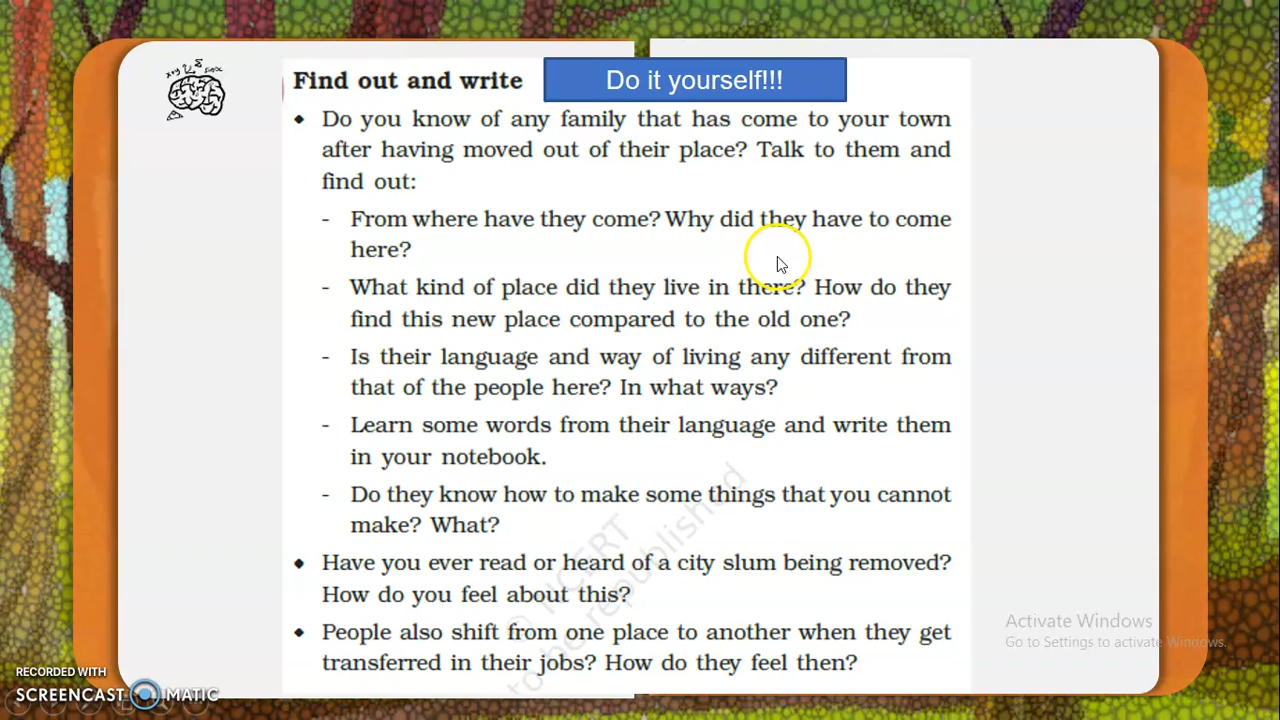 Find out and write
Do it yourself!!!
• Do you know of any family that has come to your town
after having moved out of their place? Talk to them and
find out:
- From where have they come? Why did they have to come
here?
- What kind of place did they live in there? How do they
find this new place compared to the old one?
- Is their language and way of living any different from
that of the people here? In what ways?
- Learn some words from their language and write them
in your notebook.
- Do they know how to make some things that you cannot
make? What?
• Have you ever read or heard of a city slum being removed?
How do you feel about this?
• People also shift from one place to another when they get
transferred in their jobs? How do they feel then?
© NCERT
to be republished
Activate Windows
Go to Settings to activate Windows.
RECORDED WITH
SCREENCAST MATIC